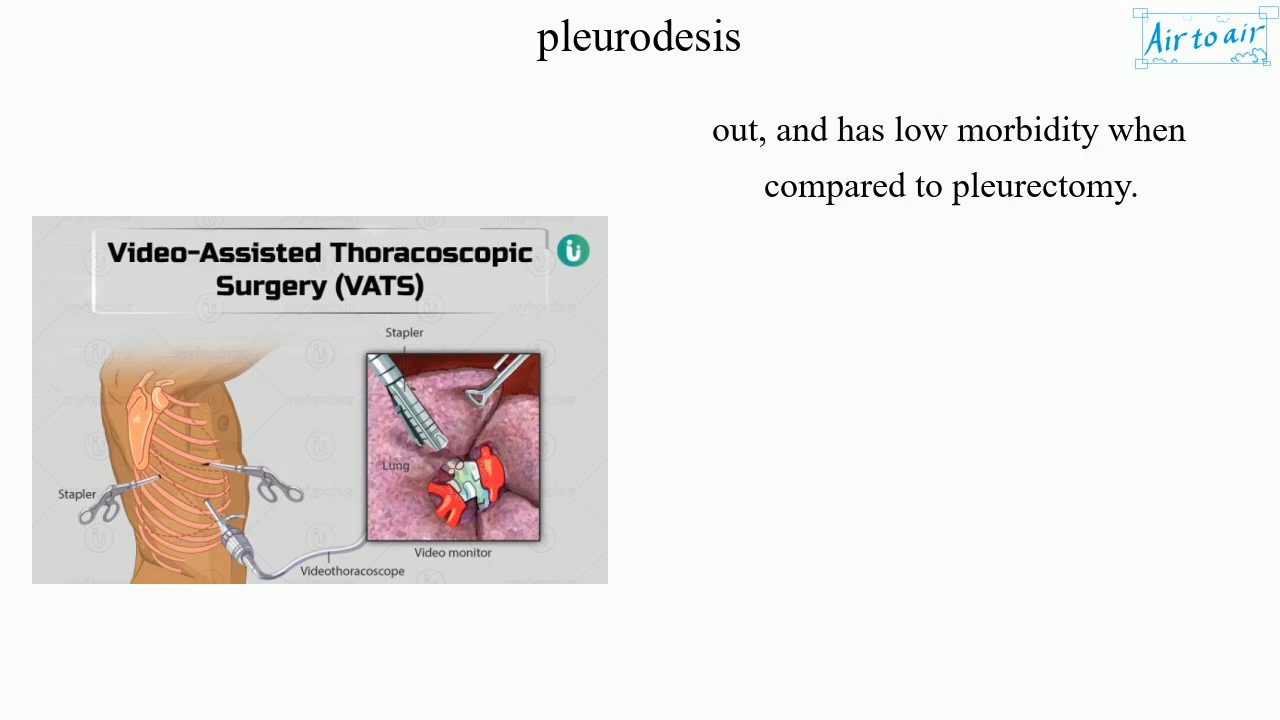 pleurodesis
Air to air
out, and has low morbidity when
compared to pleurectomy.
Video-Assisted Thoracoscopic
Surgery (VATS)
Stapler
Lung
Stapler
Video monitor
Videothoracoscope